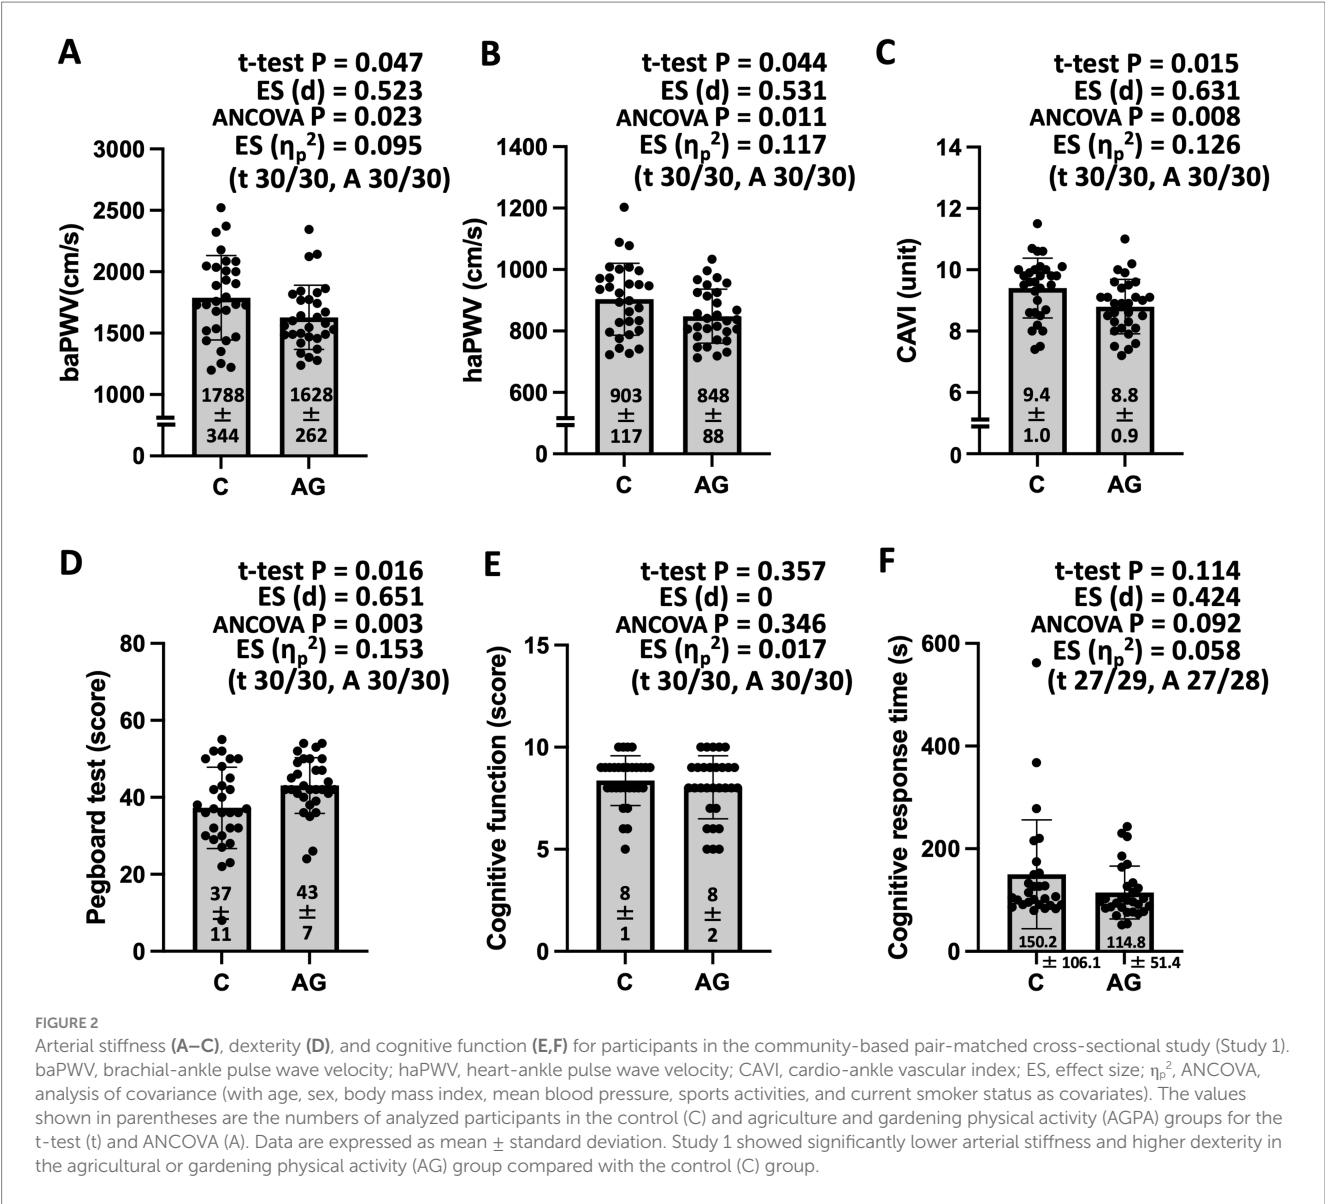 A
t-test P = 0.047
ES (d) = 0.523
ANCOVA P = 0.023
ES (ηp²) = 0.095
(t 30/30, A 30/30)
baPWV(cm/s)
3000
2500
2000
1500
1000
0
1788
±
344
1628
±
262
C
AG
B
t-test P = 0.044
ES (d) = 0.531
ANCOVA P = 0.011
ES (ηp²) = 0.117
(t 30/30, A 30/30)
haPWV (cm/s)
1400
1200
1000
800
600
0
903
±
117
848
±
88
C
AG
C
t-test P = 0.015
ES (d) = 0.631
ANCOVA P = 0.008
ES (ηp²) = 0.126
(t 30/30, A 30/30)
CAVI (unit)
14
12
10
8
6
0
9.4
±
1.0
8.8
±
0.9
C
AG
D
t-test P = 0.016
ES (d) = 0.651
ANCOVA P = 0.003
ES (ηp²) = 0.153
(t 30/30, A 30/30)
Pegboard test (score)
80
60
40
20
0
37
±
11
43
±
7
C
AG
E
t-test P = 0.357
ES (d) = 0
ANCOVA P = 0.346
ES (ηp²) = 0.017
(t 30/30, A 30/30)
Cognitive function (score)
15
10
5
0
8
±
1
8
±
2
C
AG
F
t-test P = 0.114
ES (d) = 0.424
ANCOVA P = 0.092
ES (ηp²) = 0.058
(t 27/29, A 27/28)
Cognitive response time (s)
600
400
200
0
150.2
± 106.1
114.8
± 51.4
C
AG
FIGURE 2
Arterial stiffness (A–C), dexterity (D), and cognitive function (E,F) for participants in the community-based pair-matched cross-sectional study (Study 1).
baPWV, brachial-ankle pulse wave velocity; haPWV, heart-ankle pulse wave velocity; CAVI, cardio-ankle vascular index; ES, effect size; ηp², ANCOVA,
analysis of covariance (with age, sex, body mass index, mean blood pressure, sports activities, and current smoker status as covariates). The values
shown in parentheses are the numbers of analyzed participants in the control (C) and agriculture and gardening physical activity (AGPA) groups for the
t-test (t) and ANCOVA (A). Data are expressed as mean ± standard deviation. Study 1 showed significantly lower arterial stiffness and higher dexterity in
the agricultural or gardening physical activity (AG) group compared with the control (C) group.